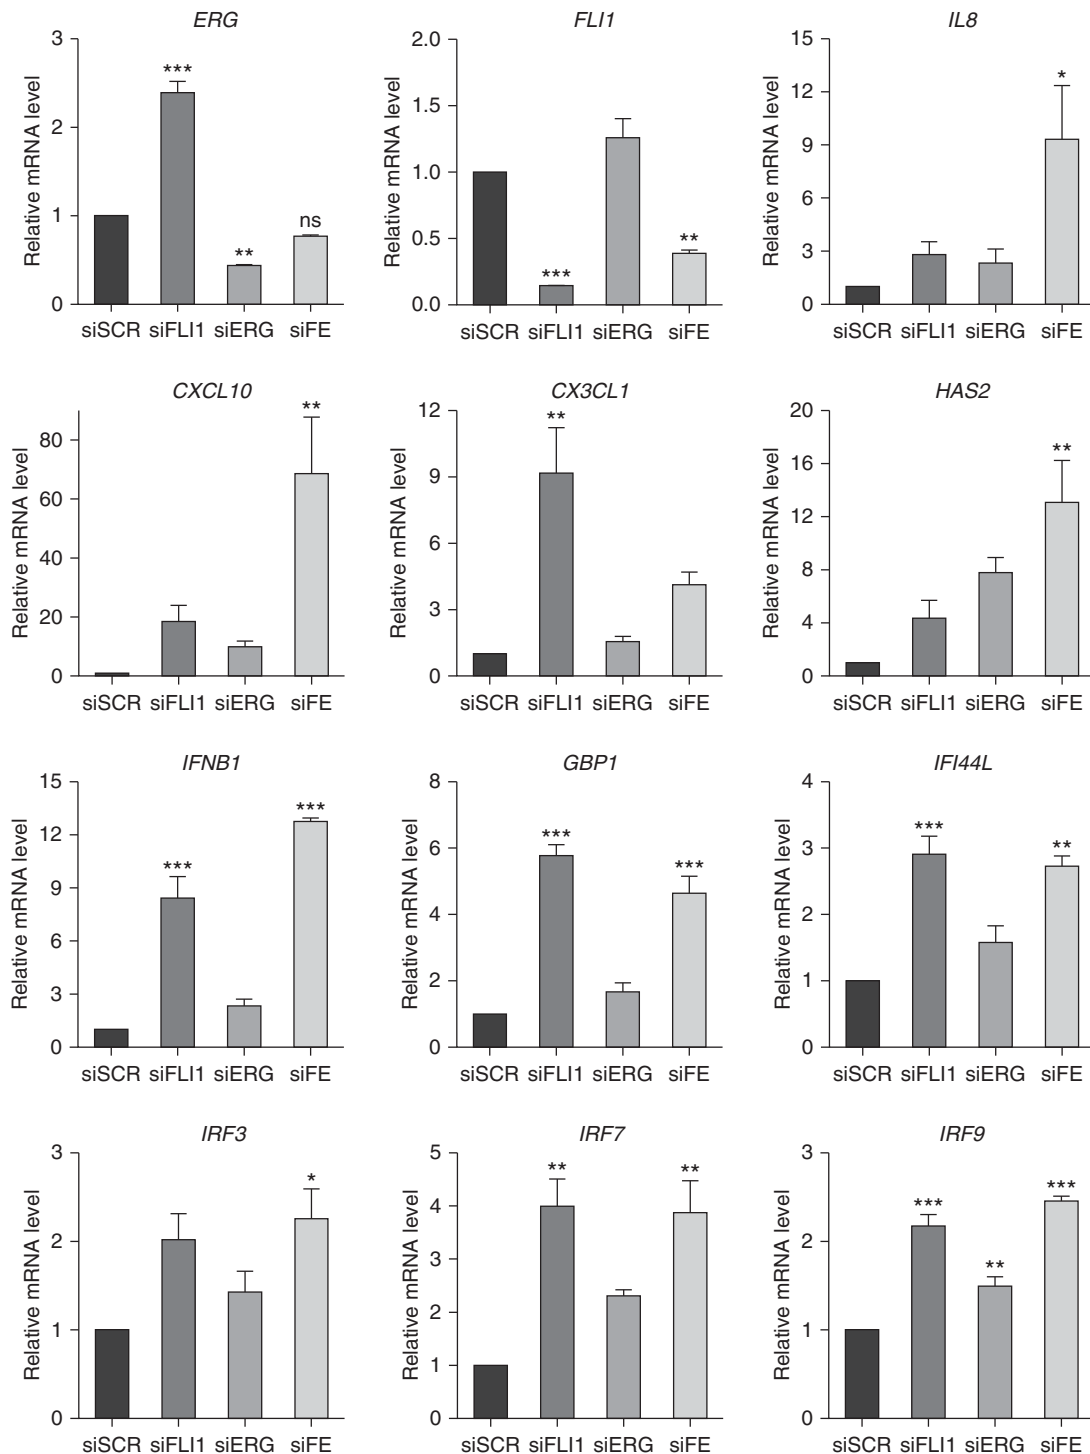 ERG
Relative mRNA level
3
2
1
0
***
**
ns
siSCR siFLI1 siERG siFE
FLI1
Relative mRNA level
2.0
1.5
1.0
0.5
0.0
***
**
siSCR siFLI1 siERG siFE
IL8
Relative mRNA level
15
12
9
6
3
0
*
siSCR siFLI1 siERG siFE
CXCL10
Relative mRNA level
80
60
40
20
0
**
siSCR siFLI1 siERG siFE
CX3CL1
Relative mRNA level
12
9
6
3
0
**
siSCR siFLI1 siERG siFE
HAS2
Relative mRNA level
20
16
12
8
4
0
**
siSCR siFLI1 siERG siFE
IFNB1
Relative mRNA level
15
12
9
6
3
0
***
***
siSCR siFLI1 siERG siFE
GBP1
Relative mRNA level
8
6
4
2
0
***
***
siSCR siFLI1 siERG siFE
IFI44L
Relative mRNA level
4
3
2
1
0
***
**
siSCR siFLI1 siERG siFE
IRF3
Relative mRNA level
3
2
1
0
*
siSCR siFLI1 siERG siFE
IRF7
Relative mRNA level
5
4
3
2
1
0
**
**
siSCR siFLI1 siERG siFE
IRF9
Relative mRNA level
3
2
1
0
***
**
***
siSCR siFLI1 siERG siFE